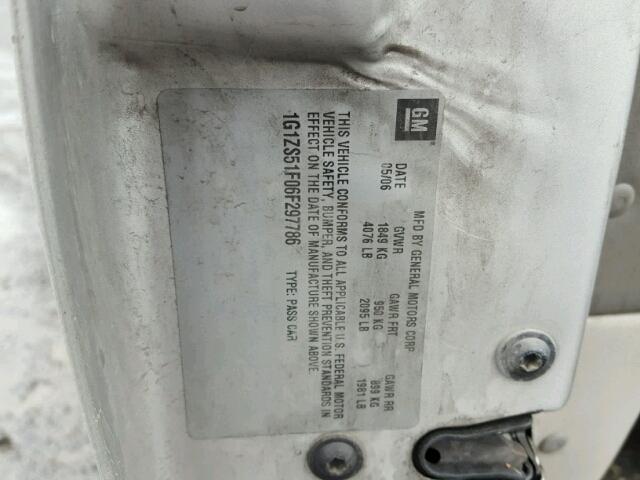 GM
MFD BY GENERAL MOTORS CORP
DATE GVWR GAWR FRT GAWR RR
05/06 1849 KG 950 KG 899 KG
4076 LB 2095 LB 1981 LB
THIS VEHICLE CONFORMS TO ALL APPLICABLE U.S. FEDERAL MOTOR
VEHICLE SAFETY, BUMPER, AND THEFT PREVENTION STANDARDS IN
EFFECT ON THE DATE OF MANUFACTURE SHOWN ABOVE.
1G1ZS51F06F297786 TYPE: PASS CAR